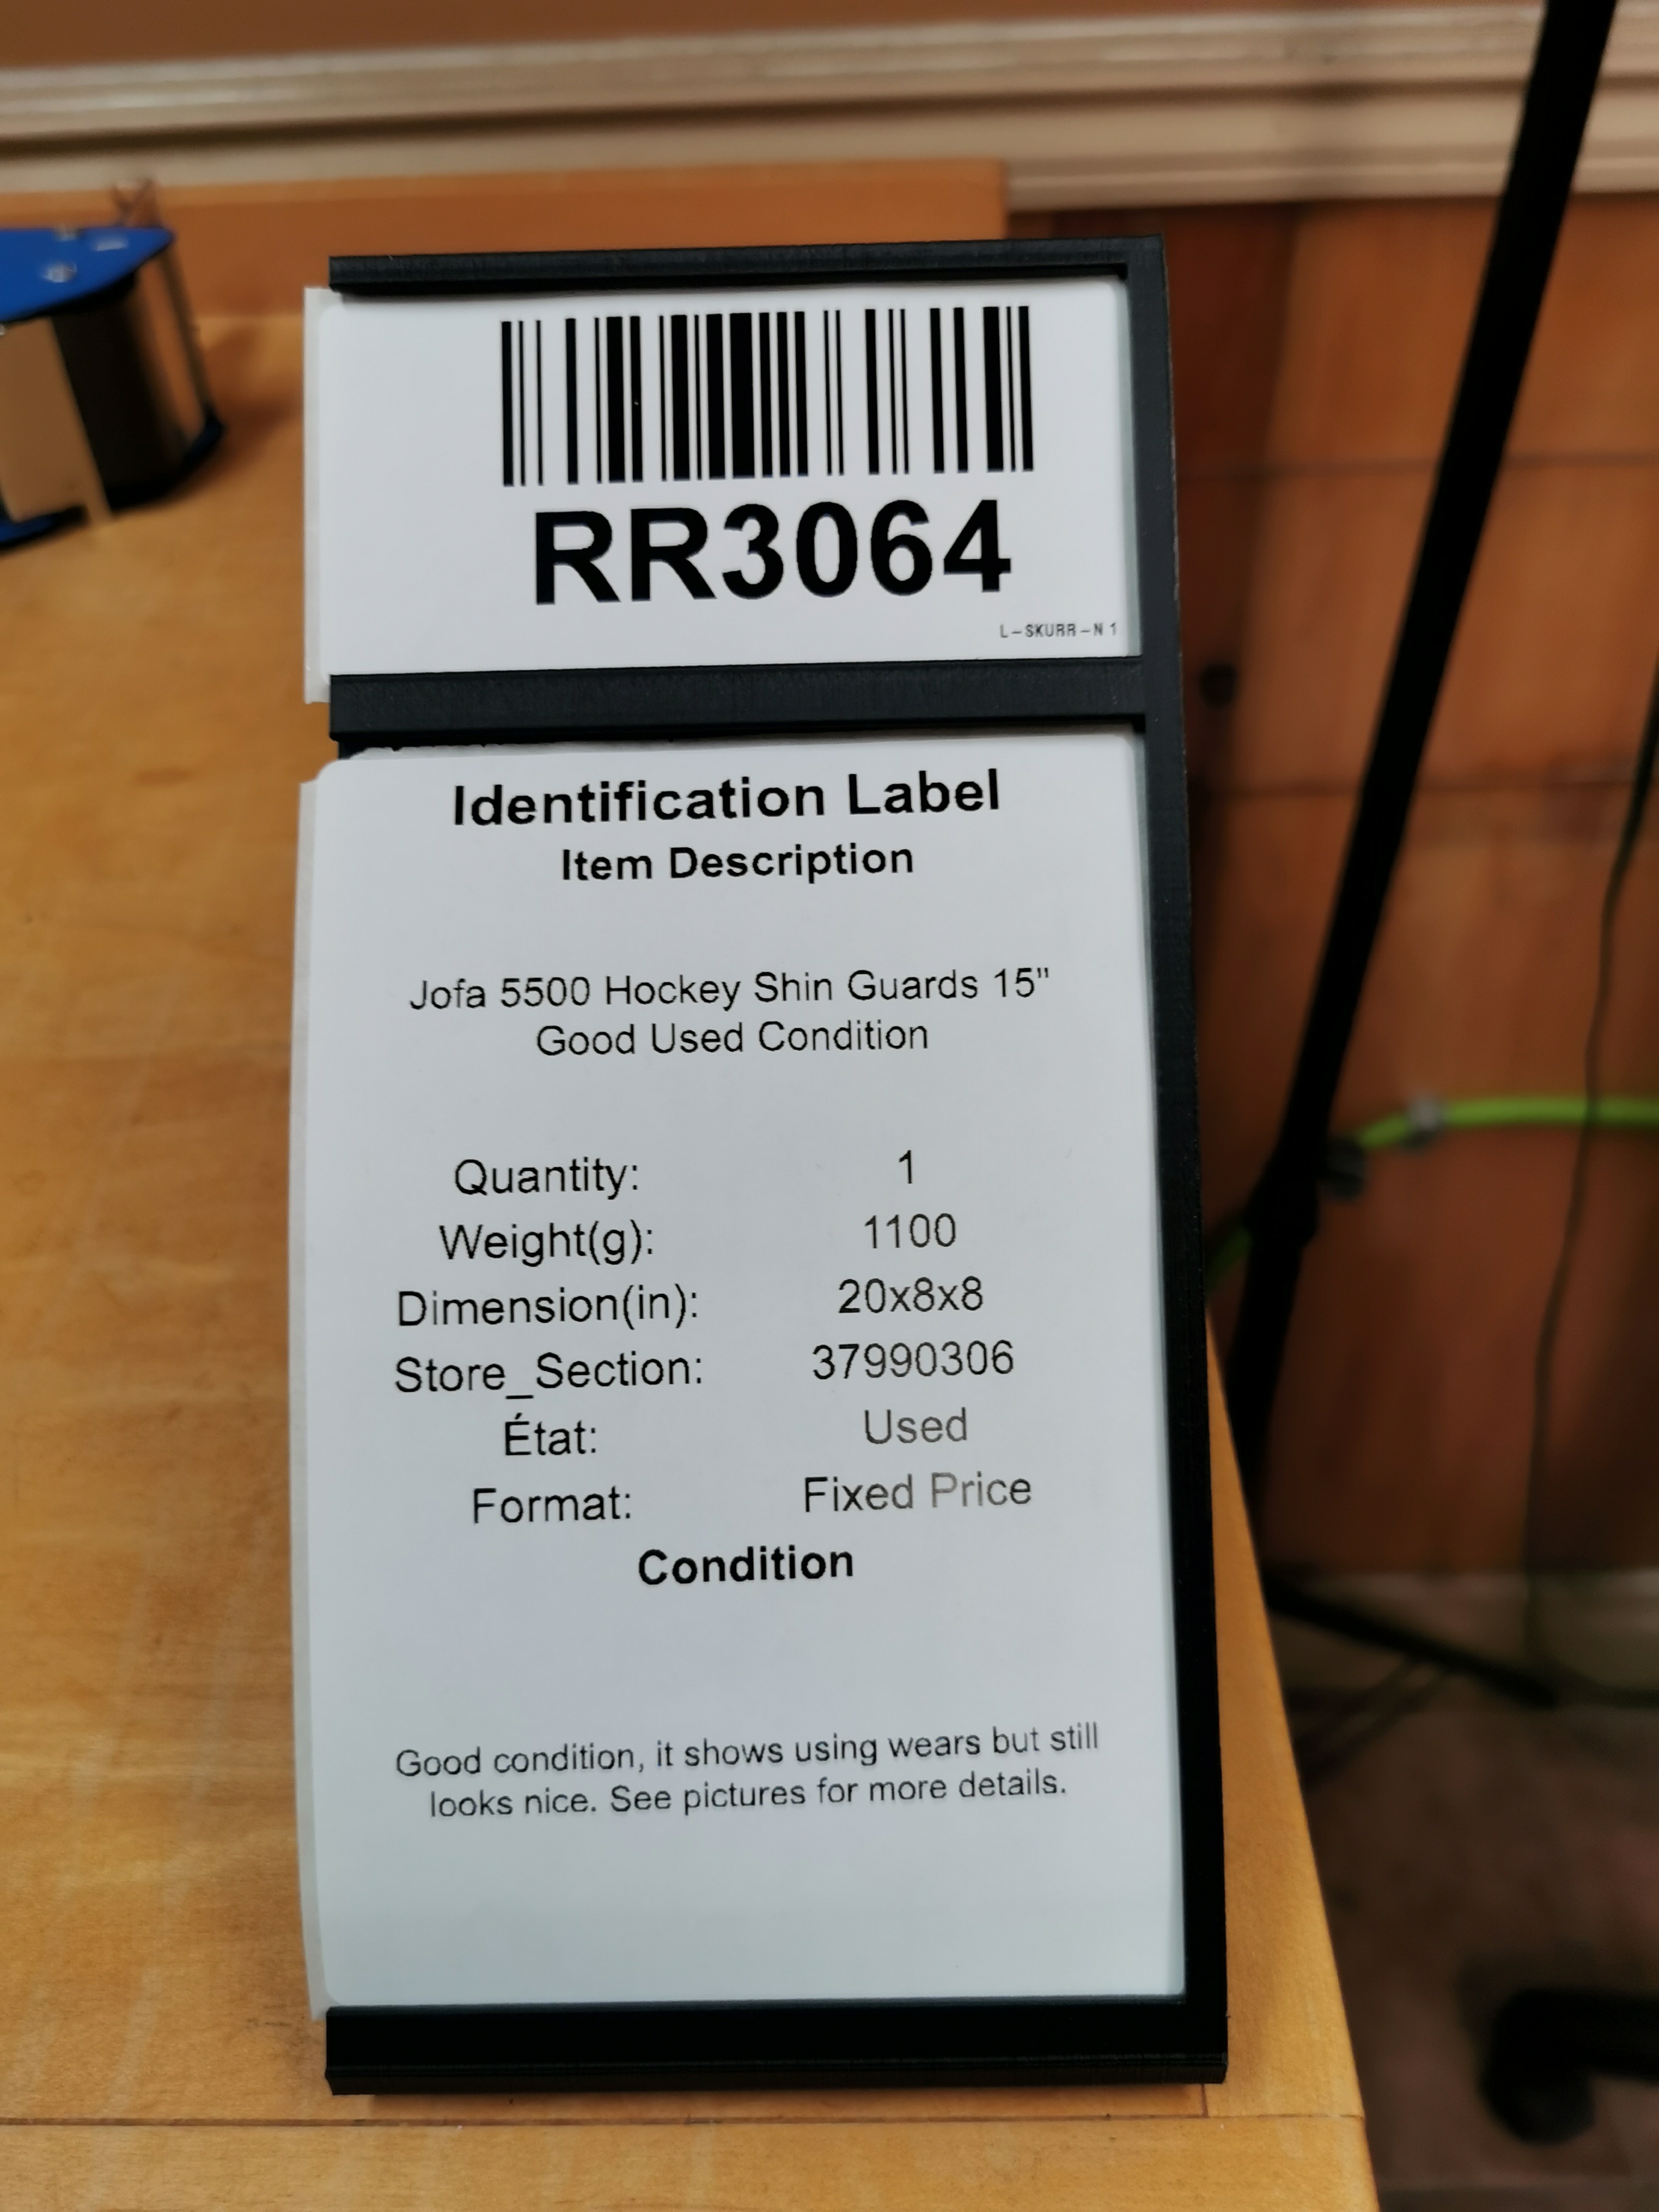 RR3064
L-SKURR-N 1
Identification Label
Item Description
Jofa 5500 Hockey Shin Guards 15"
Good Used Condition
Quantity: 1
Weight(g): 1100
Dimension(in): 20x8x8
Store_Section: 37990306
État: Used
Format: Fixed Price
Condition
Good condition, it shows using wears but still
looks nice. See pictures for more details.